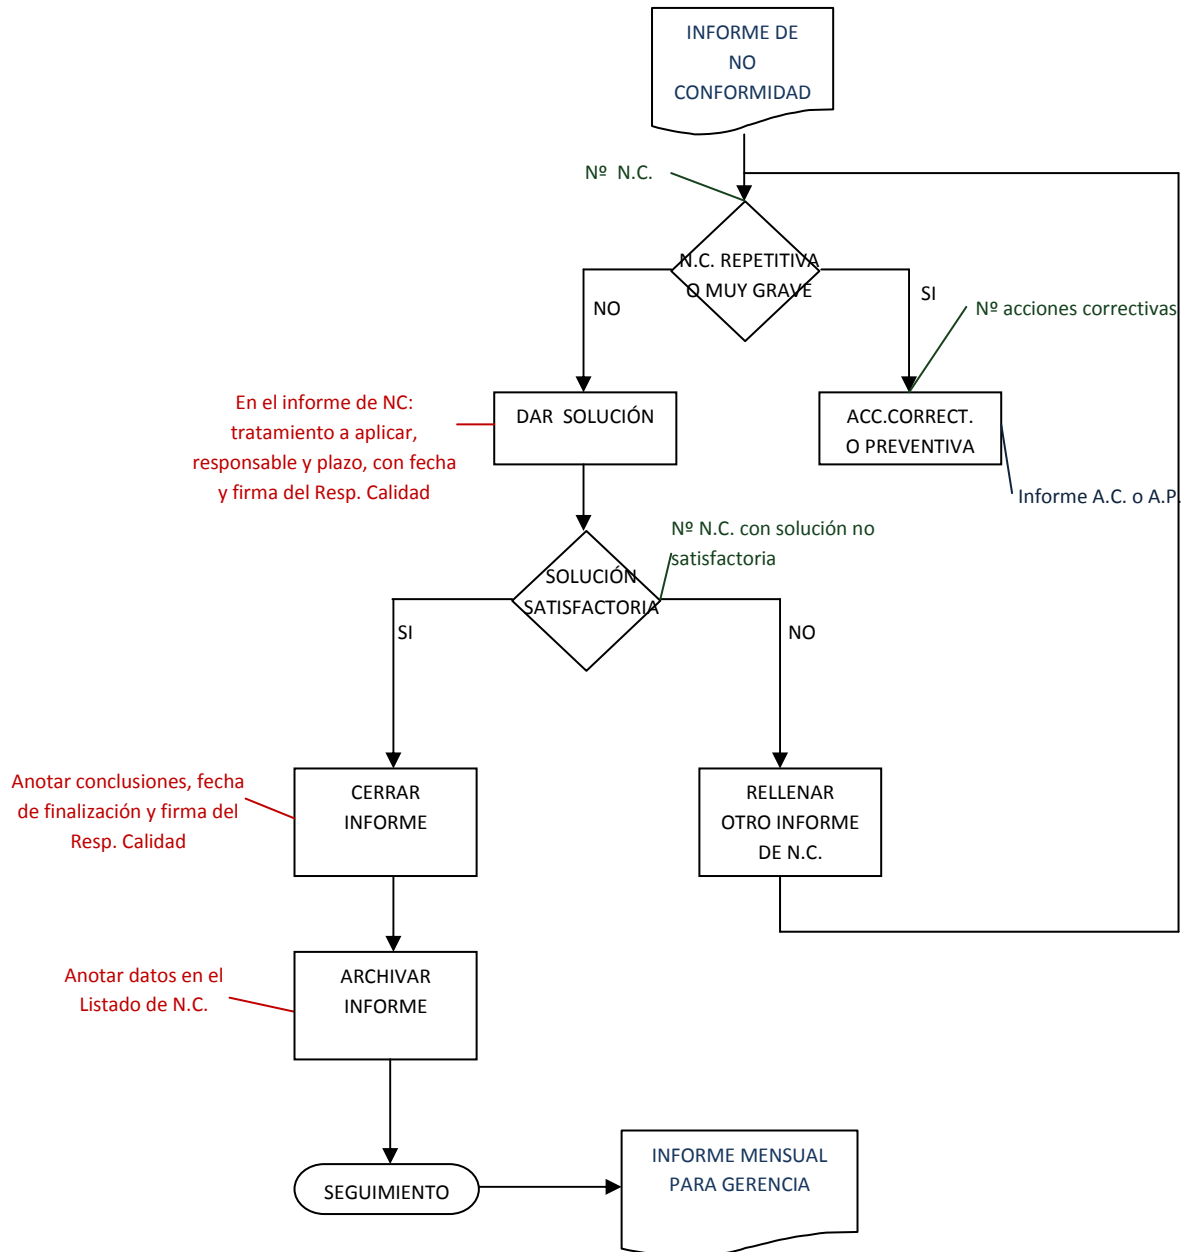 INFORME DE
NO
CONFORMIDAD
Nº  N.C.
N.C. REPETITIVA
O MUY GRAVE
NO
SI
Nº acciones correctivas
En el informe de NC:
tratamiento a aplicar,
responsable y plazo, con fecha
y firma del Resp. Calidad
DAR  SOLUCIÓN
ACC.CORRECT.
O PREVENTIVA
Informe A.C. o A.P.
Nº N.C. con solución no
satisfactoria
SOLUCIÓN
SATISFACTORIA
SI
NO
Anotar conclusiones, fecha
de finalización y firma del
Resp. Calidad
CERRAR
INFORME
RELLENAR
OTRO INFORME
DE N.C.
Anotar datos en el
Listado de N.C.
ARCHIVAR
INFORME
SEGUIMIENTO
INFORME MENSUAL
PARA GERENCIA